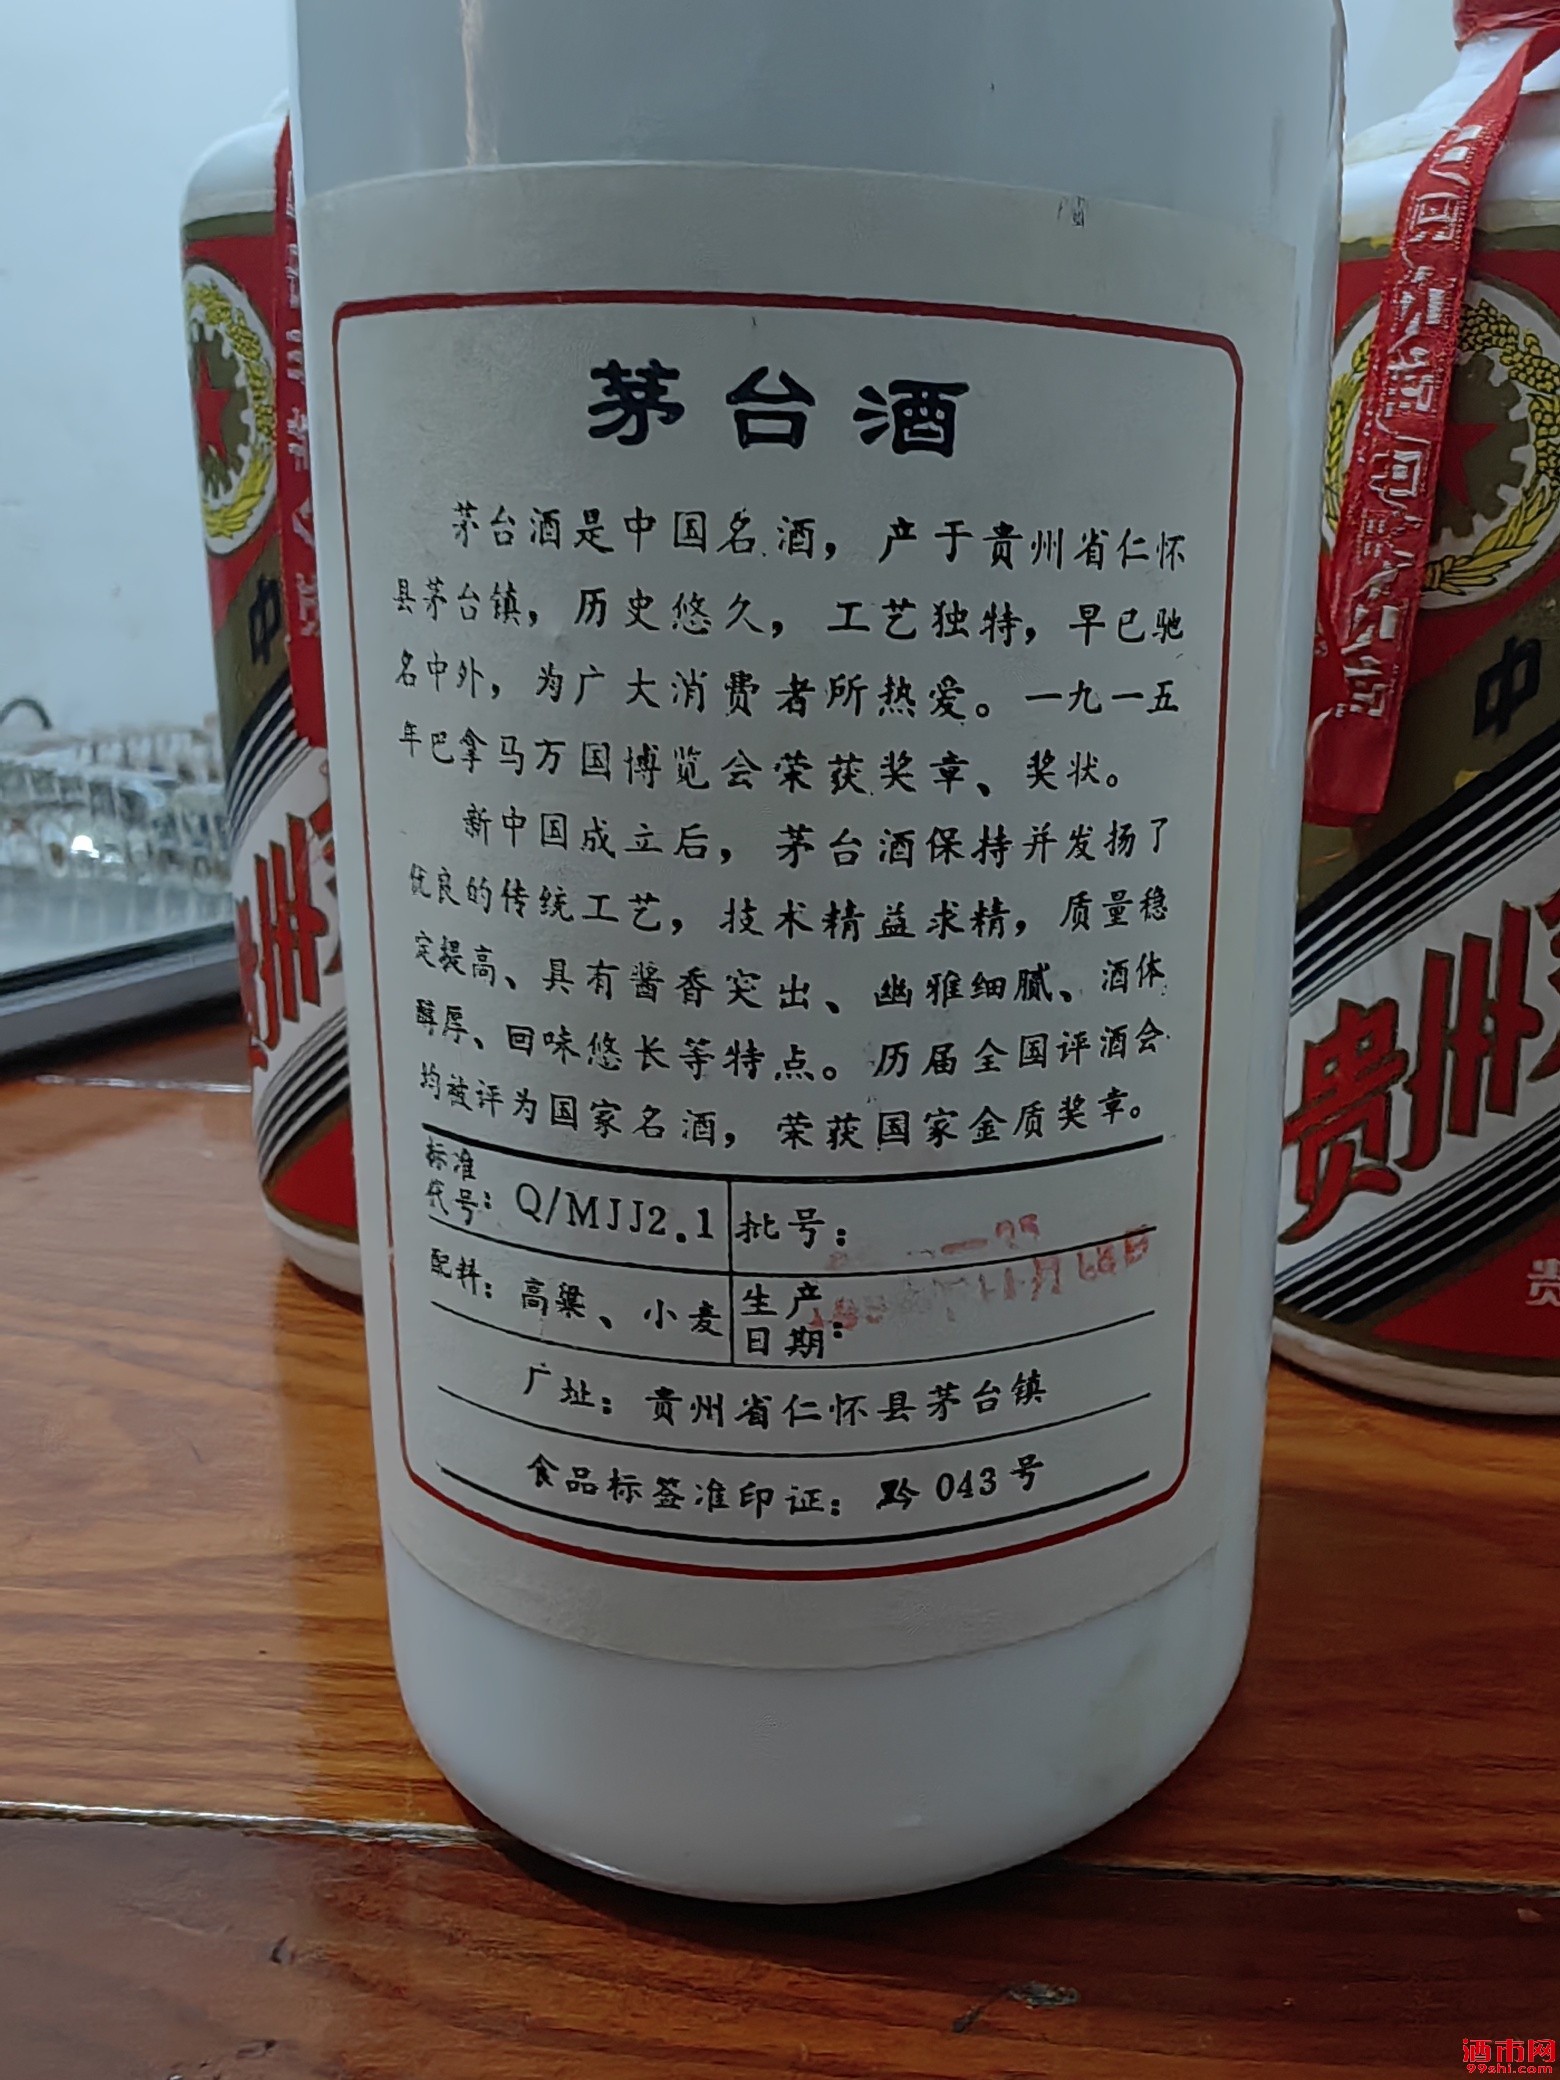 茅台酒
茅台酒是中国名酒，产于贵州省仁怀
县茅台镇，历史悠久，工艺独特，早已驰
名中外，为广大消费者所热爱。一九一五
年巴拿马万国博览会荣获奖章、奖状。
新中国成立后，茅台酒保持并发扬了
优良的传统工艺，技术精益求精，质量稳
定提高、具有酱香突出、幽雅细腻、酒体
醇厚、回味悠长等特点。历届全国评酒会
均被评为国家名酒，荣获国家金质奖章。
标准代号：Q/MJJ2.1 批号：
配料：高粱、小麦 生产日期：
厂址：贵州省仁怀县茅台镇
食品标签准印证：黔043号
中
贵州
中
贵州
贵
酒市网
99shi.com